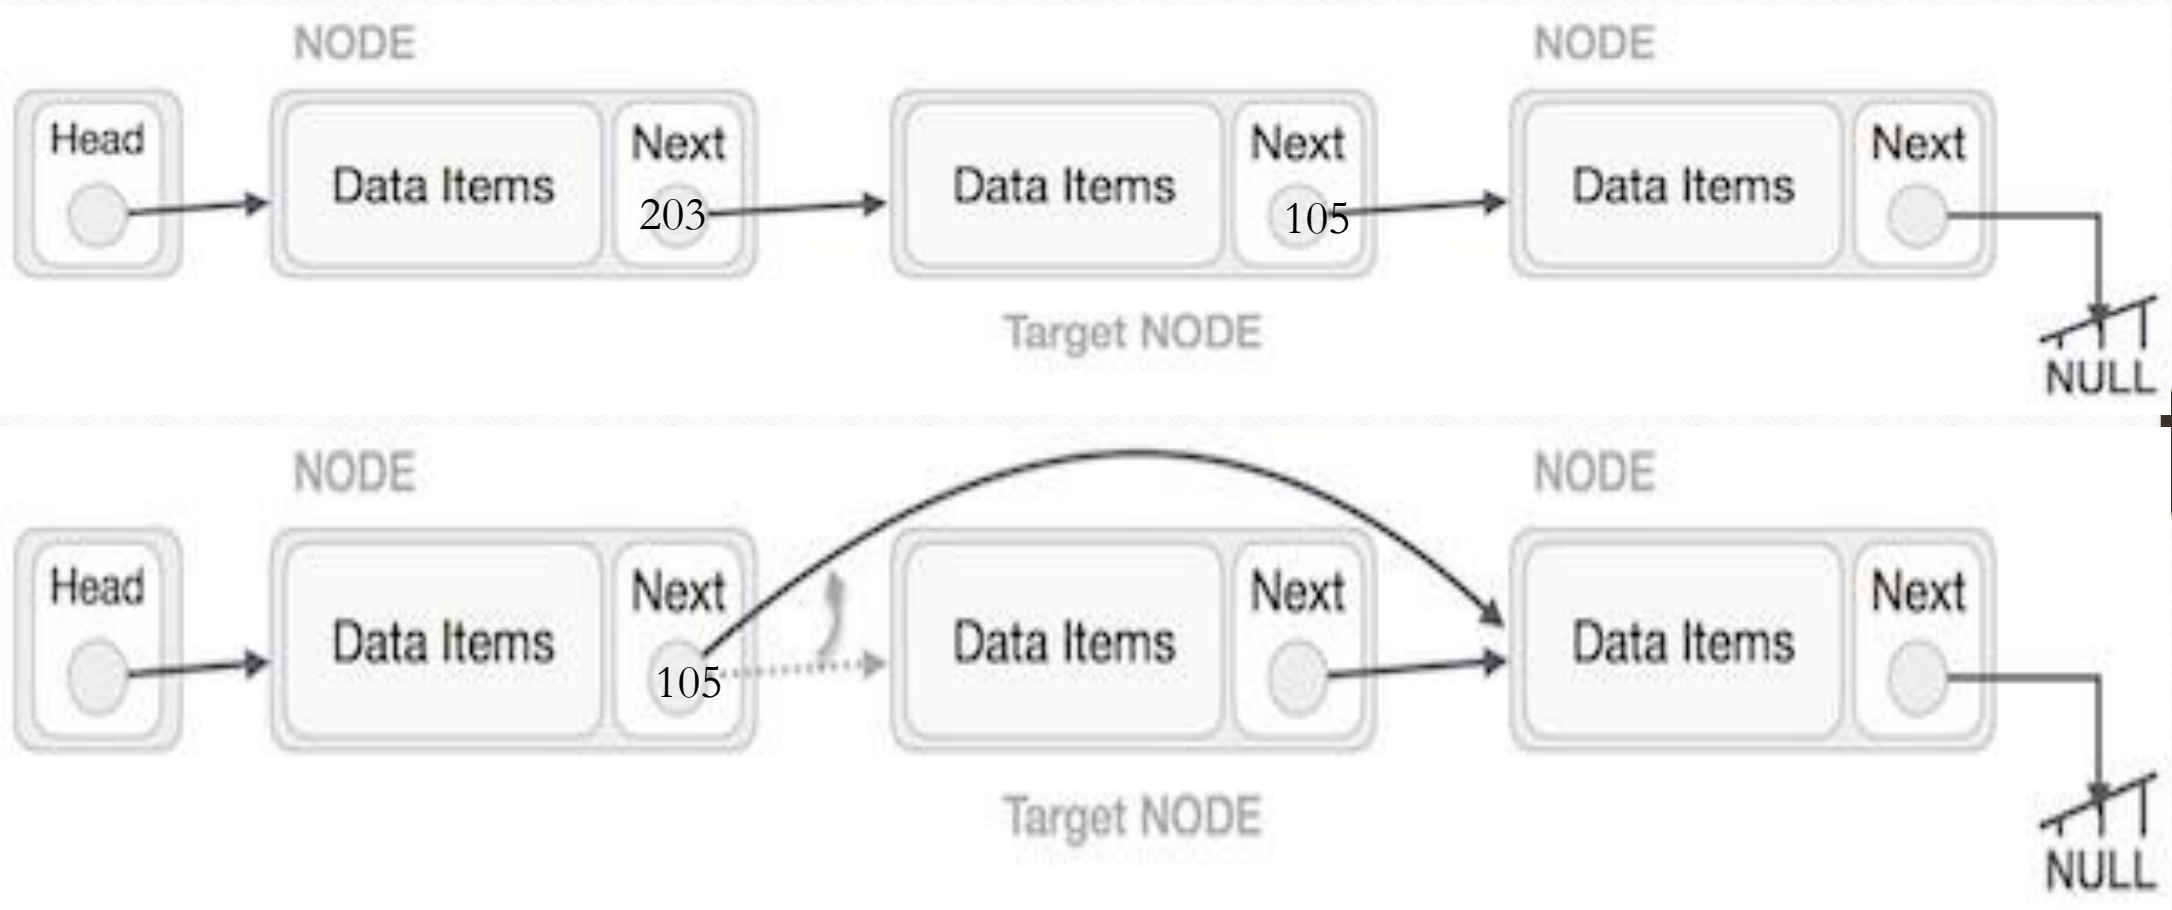 NODE NODE
Head Next Next Next
Data Items Data Items Data Items
203 105
Target NODE
NULL
NODE NODE
Head Next Next Next
Data Items Data Items Data Items
105
Target NODE
NULL